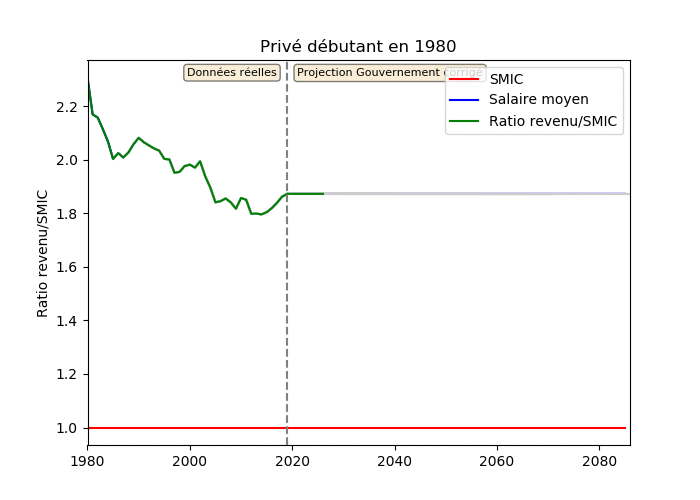 Privé débutant en 1980
Données réelles
Projection Gouvernement corrigé
SMIC
Salaire moyen
Ratio revenu/SMIC
Ratio revenu/SMIC
2.2
2.0
1.8
1.6
1.4
1.2
1.0
1980
2000
2020
2040
2060
2080